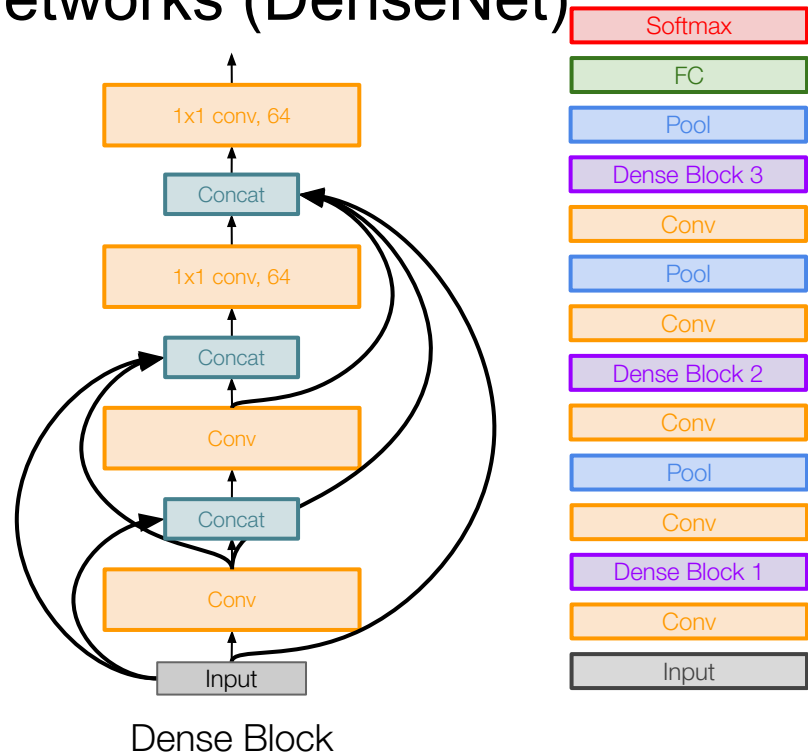 etworks (DenseNet)
1x1 conv, 64
Concat
1x1 conv, 64
Concat
Conv
Concat
Conv
Input
Dense Block
Softmax
FC
Pool
Dense Block 3
Conv
Pool
Conv
Dense Block 2
Conv
Pool
Conv
Dense Block 1
Conv
Input